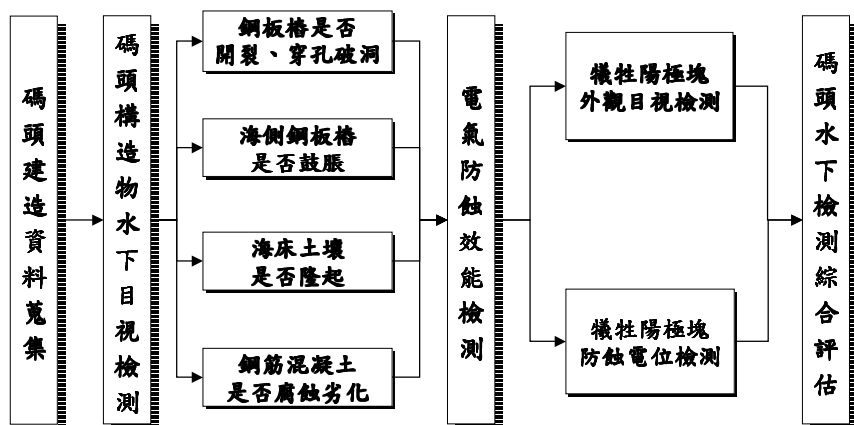 碼頭建造資料蒐集
碼頭構造物水下目視檢測
鋼板樁是否
開裂、穿孔破洞
海側鋼板樁
是否鼓脹
海床土壤
是否隆起
鋼筋混凝土
是否腐蝕劣化
電氣防蝕效能檢測
犧牲陽極塊
外觀目視檢測
犧牲陽極塊
防蝕電位檢測
碼頭水下檢測綜合評估